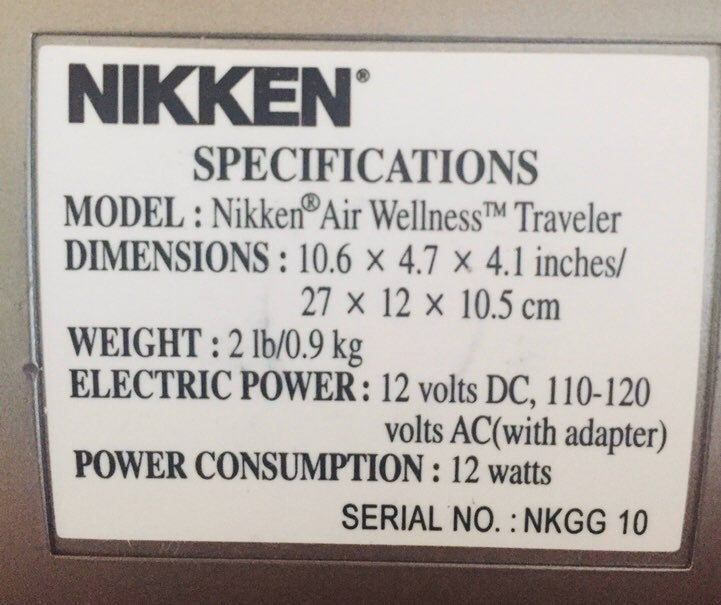 NIKKEN®
SPECIFICATIONS
MODEL : Nikken® Air Wellness™ Traveler
DIMENSIONS : 10.6 × 4.7 × 4.1 inches/
27 × 12 × 10.5 cm
WEIGHT : 2 lb/0.9 kg
ELECTRIC POWER : 12 volts DC, 110-120
volts AC(with adapter)
POWER CONSUMPTION : 12 watts
SERIAL NO. : NKGG 10